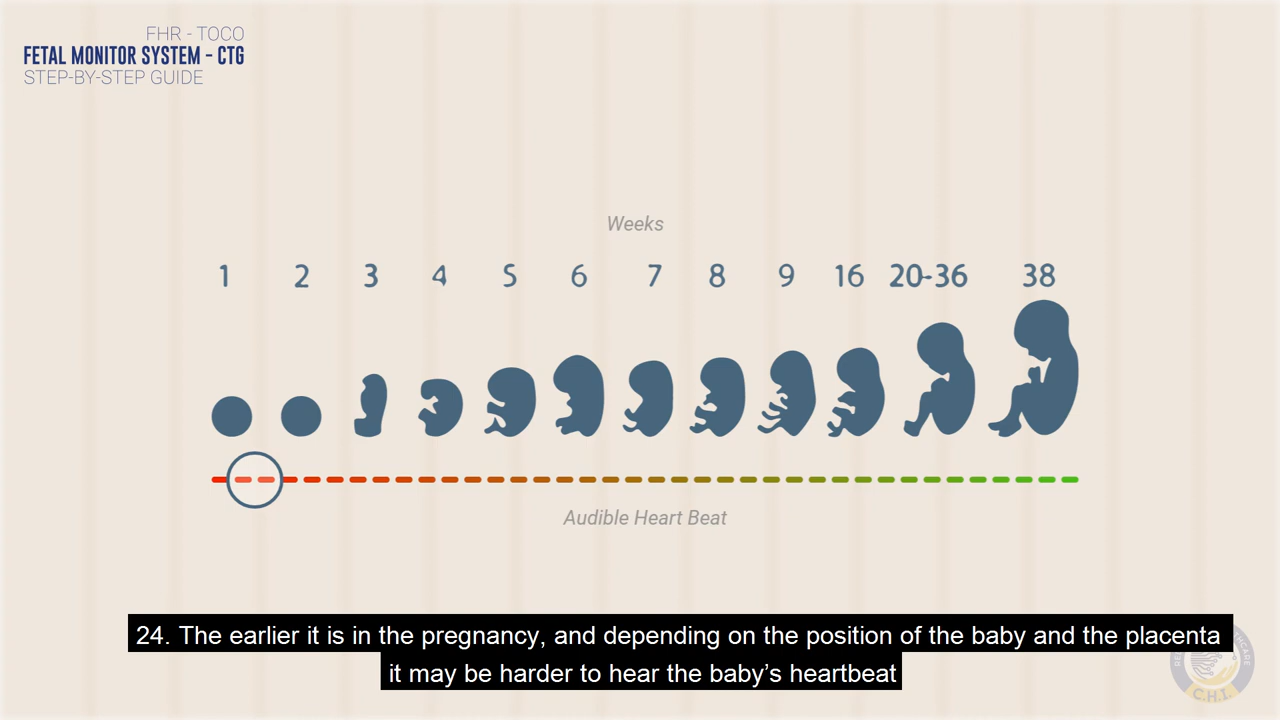 FHR - TOCO
FETAL MONITOR SYSTEM - CTG
STEP-BY-STEP GUIDE
Weeks
1 2 3 4 5 6 7 8 9 16 20-36 38
Audible Heart Beat
24. The earlier it is in the pregnancy, and depending on the position of the baby and the placenta
it may be harder to hear the baby’s heartbeat
C.H.I.